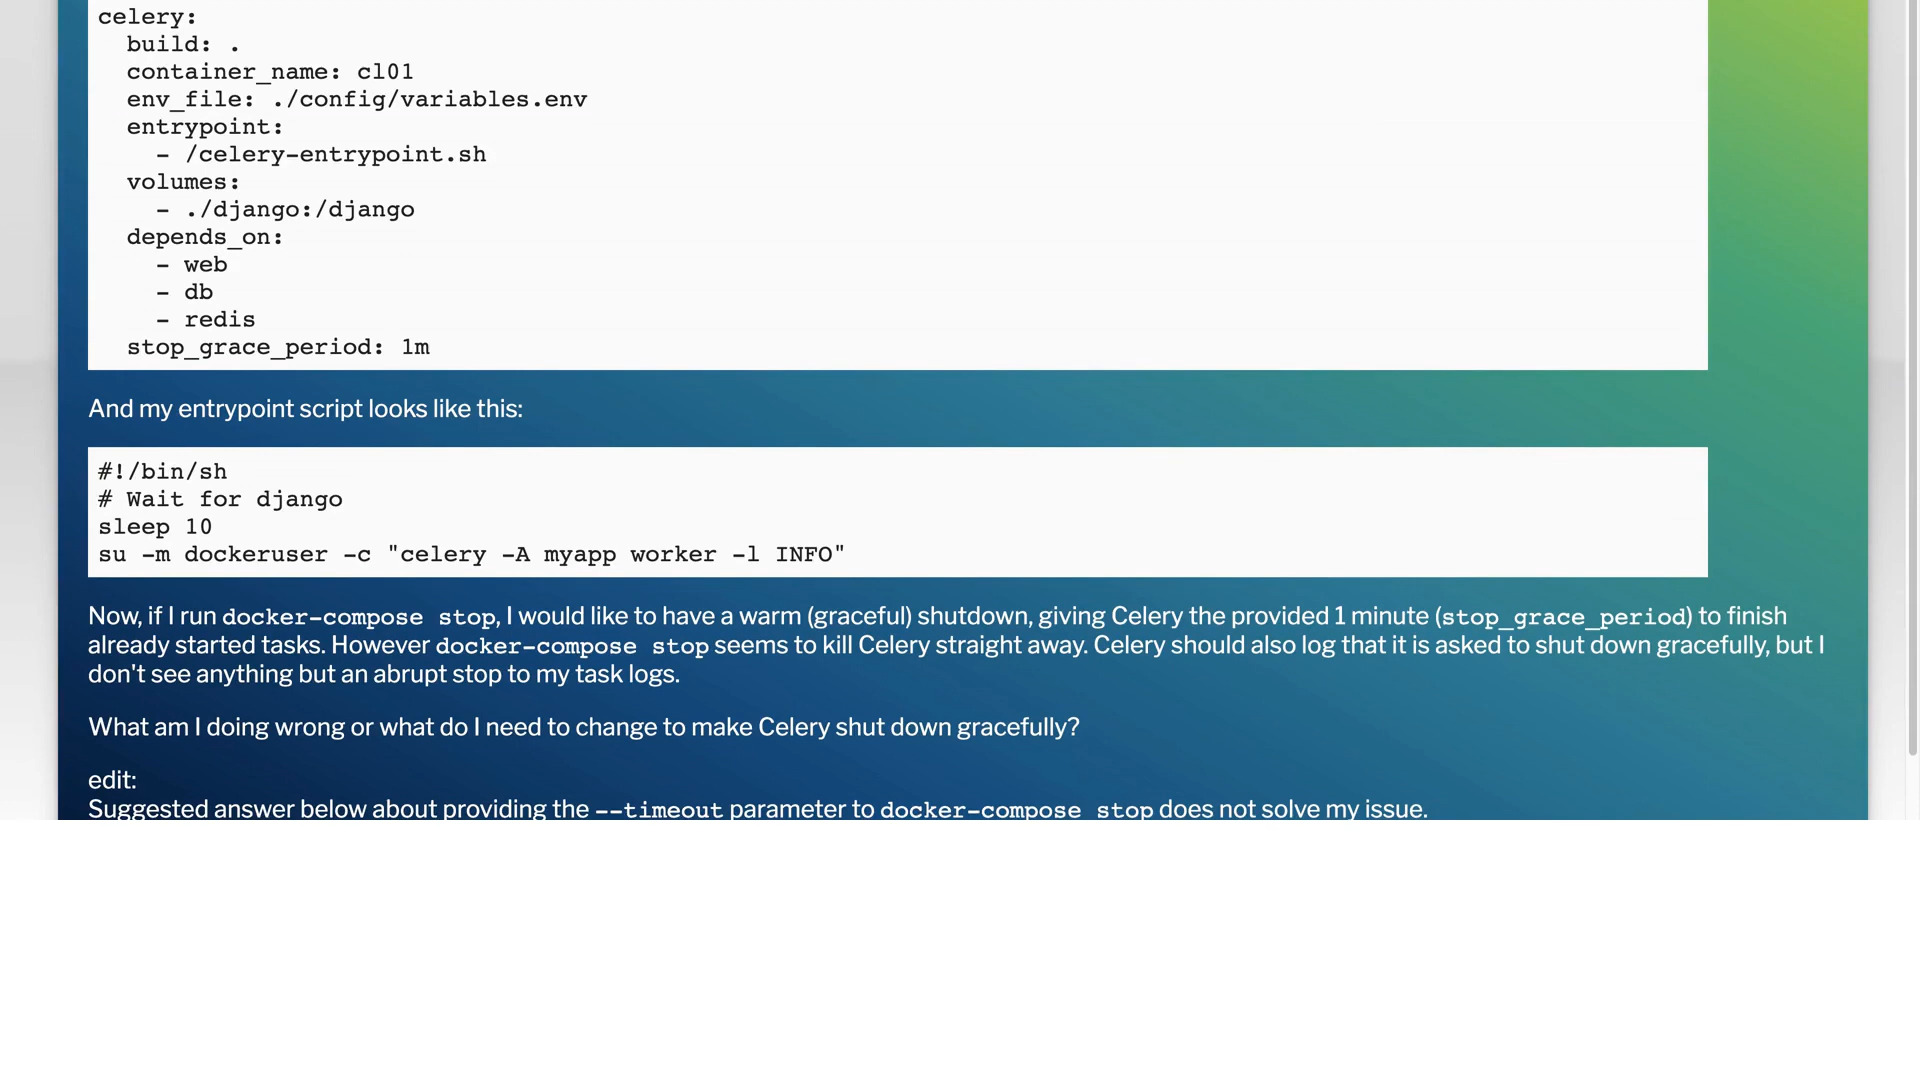 celery:
  build: .
  container_name: cl01
  env_file: ./config/variables.env
  entrypoint:
    - /celery-entrypoint.sh
  volumes:
    - ./django:/django
  depends_on:
    - web
    - db
    - redis
  stop_grace_period: 1m
And my entrypoint script looks like this:
#!/bin/sh
# Wait for django
sleep 10
su -m dockeruser -c "celery -A myapp worker -l INFO"
Now, if I run docker-compose stop, I would like to have a warm (graceful) shutdown, giving Celery the provided 1 minute (stop_grace_period) to finish
already started tasks. However docker-compose stop seems to kill Celery straight away. Celery should also log that it is asked to shut down gracefully, but I
don't see anything but an abrupt stop to my task logs.
What am I doing wrong or what do I need to change to make Celery shut down gracefully?
edit:
Suggested answer below about providing the --timeout parameter to docker-compose stop does not solve my issue.